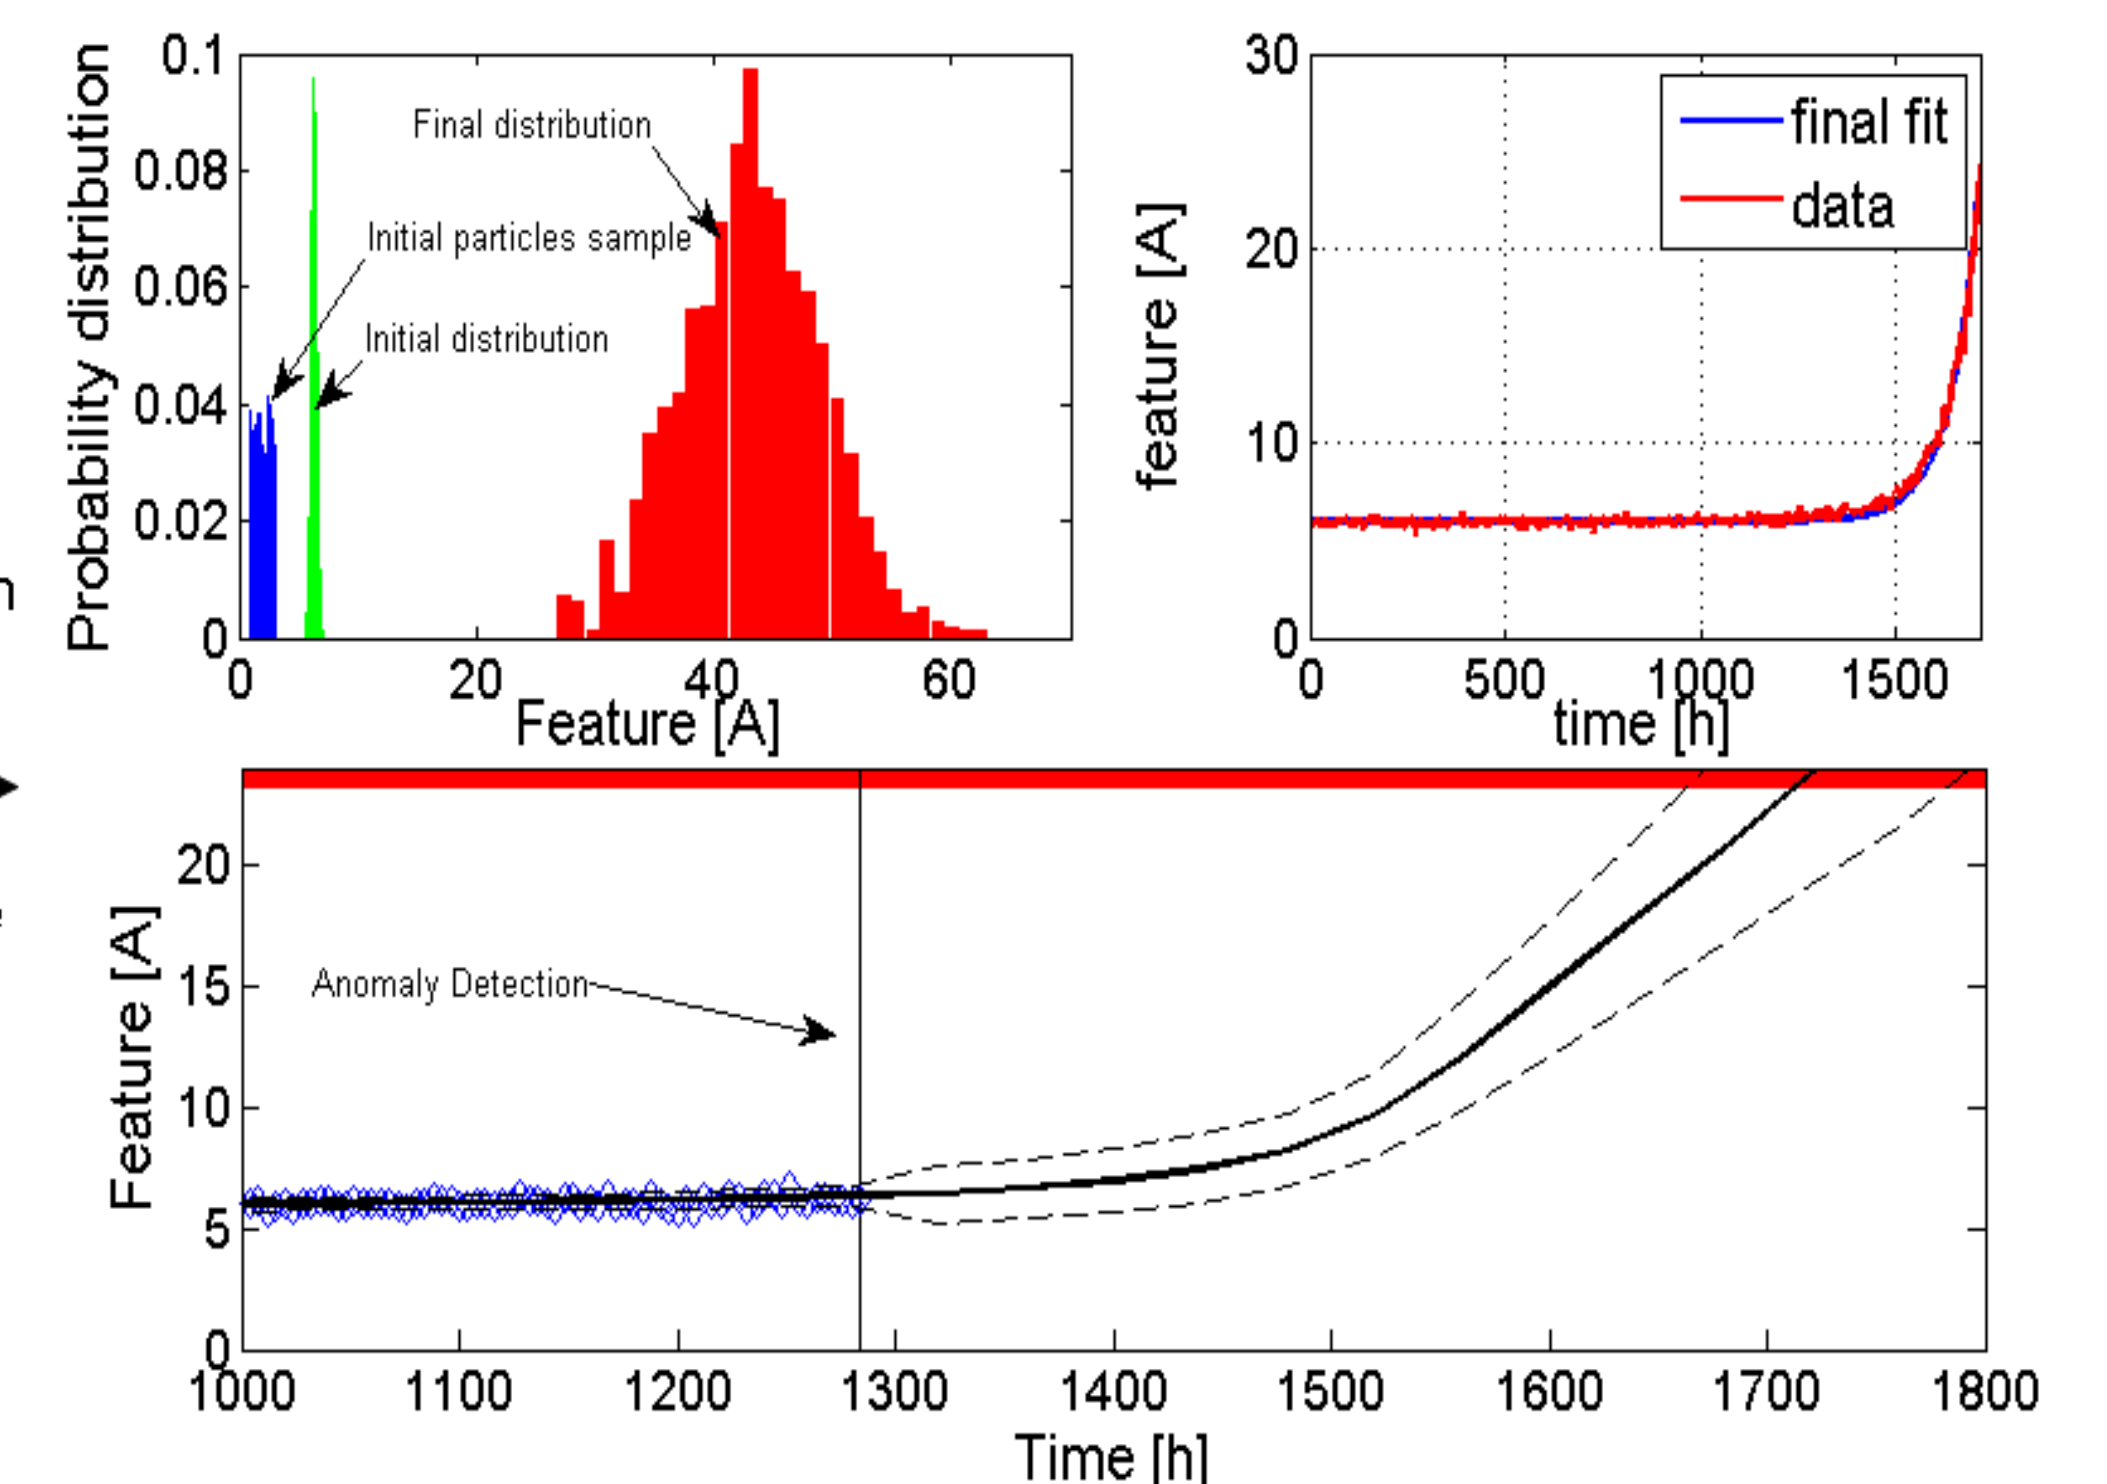 Probability distribution
0.1
0.08
0.06
0.04
0.02
0
Final distribution
Initial particles sample
Initial distribution
0 20 40 60
Feature [A]
feature [A]
30
20
10
0
final fit
data
0 500 1000 1500
time [h]
Feature [A]
20
15
10
5
0
Anomaly Detection
1000 1100 1200 1300 1400 1500 1600 1700 1800
Time [h]